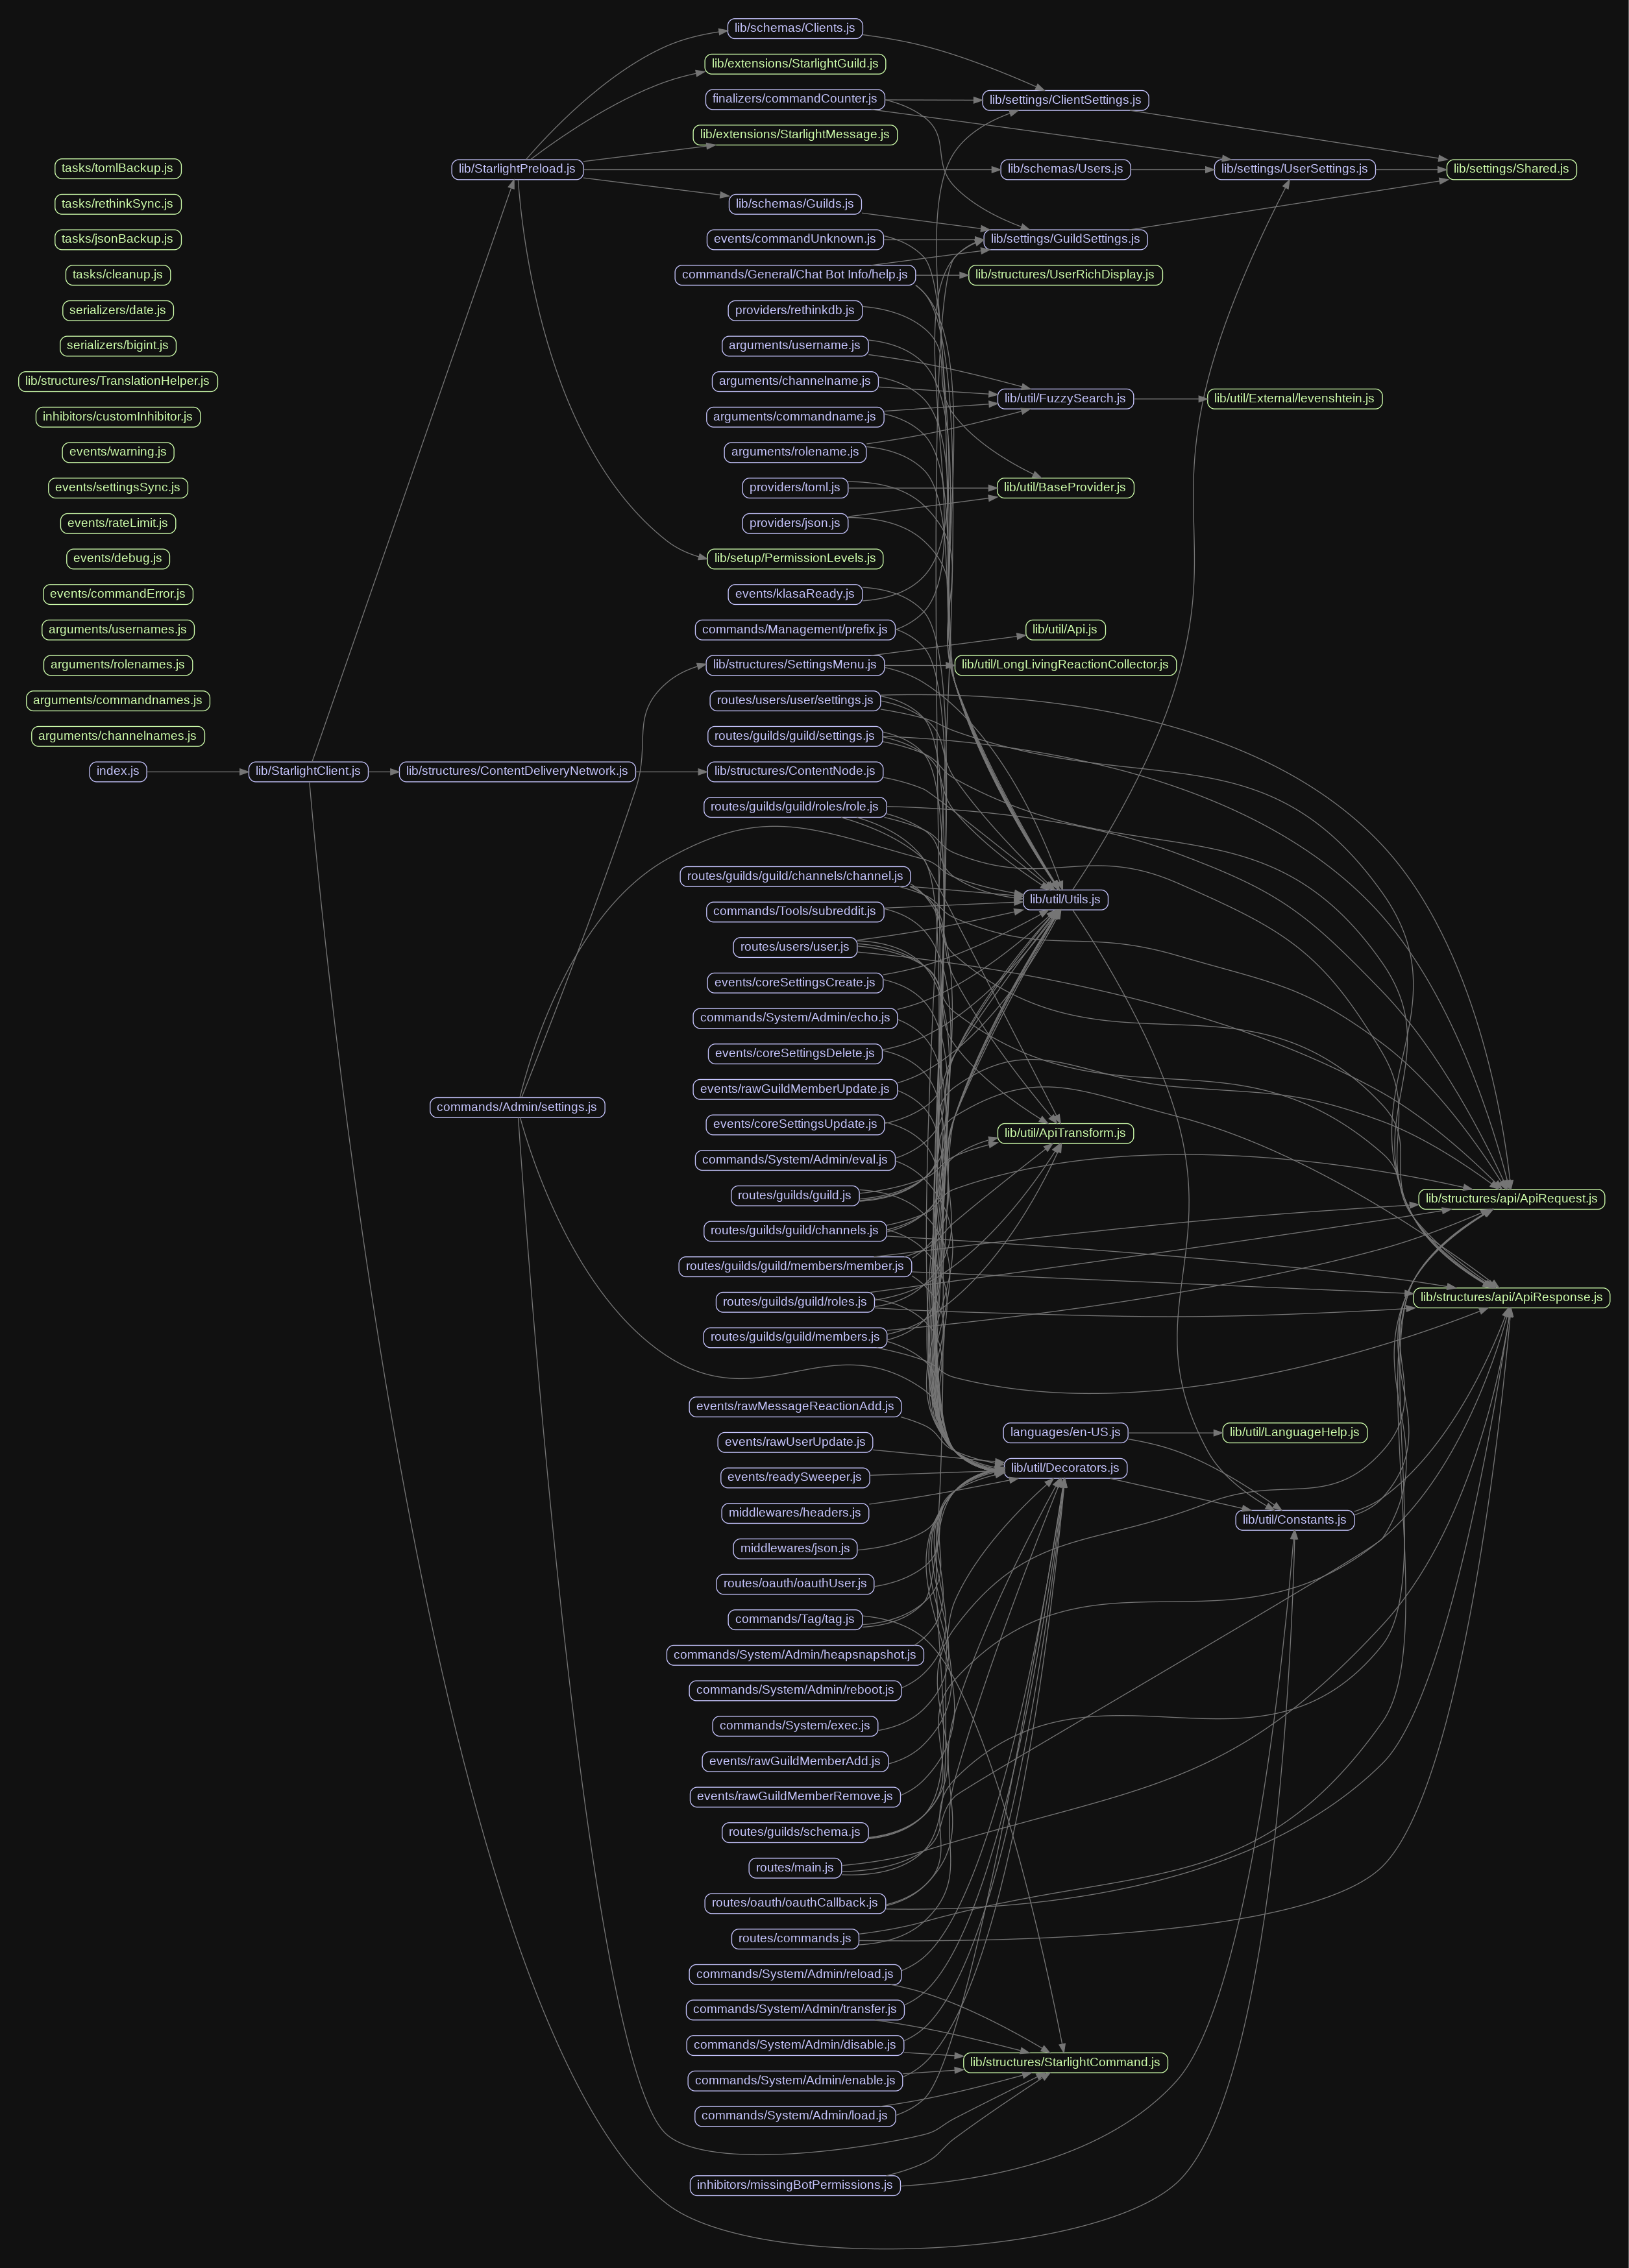 tasks/tomlBackup.js
tasks/rethinkSync.js
tasks/jsonBackup.js
tasks/cleanup.js
serializers/date.js
serializers/bigint.js
lib/structures/TranslationHelper.js
inhibitors/customInhibitor.js
events/warning.js
events/settingsSync.js
events/rateLimit.js
events/debug.js
events/commandError.js
arguments/usernames.js
arguments/rolenames.js
arguments/commandnames.js
arguments/channelnames.js
index.js
lib/StarlightClient.js
lib/StarlightPreload.js
lib/structures/ContentDeliveryNetwork.js
commands/Admin/settings.js
lib/schemas/Clients.js
lib/extensions/StarlightGuild.js
finalizers/commandCounter.js
lib/extensions/StarlightMessage.js
lib/schemas/Guilds.js
events/commandUnknown.js
commands/General/Chat Bot Info/help.js
providers/rethinkdb.js
arguments/username.js
arguments/channelname.js
arguments/commandname.js
arguments/rolename.js
providers/toml.js
providers/json.js
lib/setup/PermissionLevels.js
events/klasaReady.js
commands/Management/prefix.js
lib/structures/SettingsMenu.js
routes/users/user/settings.js
routes/guilds/guild/settings.js
lib/structures/ContentNode.js
routes/guilds/guild/roles/role.js
routes/guilds/guild/channels/channel.js
commands/Tools/subreddit.js
routes/users/user.js
events/coreSettingsCreate.js
commands/System/Admin/echo.js
events/coreSettingsDelete.js
events/rawGuildMemberUpdate.js
events/coreSettingsUpdate.js
commands/System/Admin/eval.js
routes/guilds/guild.js
routes/guilds/guild/channels.js
routes/guilds/guild/members/member.js
routes/guilds/guild/roles.js
routes/guilds/guild/members.js
events/rawMessageReactionAdd.js
events/rawUserUpdate.js
events/readySweeper.js
middlewares/headers.js
middlewares/json.js
routes/oauth/oauthUser.js
commands/Tag/tag.js
commands/System/Admin/heapsnapshot.js
commands/System/Admin/reboot.js
commands/System/exec.js
events/rawGuildMemberAdd.js
events/rawGuildMemberRemove.js
routes/guilds/schema.js
routes/main.js
routes/oauth/oauthCallback.js
routes/commands.js
commands/System/Admin/reload.js
commands/System/Admin/transfer.js
commands/System/Admin/disable.js
commands/System/Admin/enable.js
commands/System/Admin/load.js
inhibitors/missingBotPermissions.js
lib/settings/ClientSettings.js
lib/schemas/Users.js
lib/settings/GuildSettings.js
lib/structures/UserRichDisplay.js
lib/util/FuzzySearch.js
lib/util/BaseProvider.js
lib/util/Api.js
lib/util/LongLivingReactionCollector.js
lib/util/Utils.js
lib/util/ApiTransform.js
languages/en-US.js
lib/util/Decorators.js
lib/structures/StarlightCommand.js
lib/settings/UserSettings.js
lib/util/External/levenshtein.js
lib/util/LanguageHelp.js
lib/util/Constants.js
lib/settings/Shared.js
lib/structures/api/ApiRequest.js
lib/structures/api/ApiResponse.js